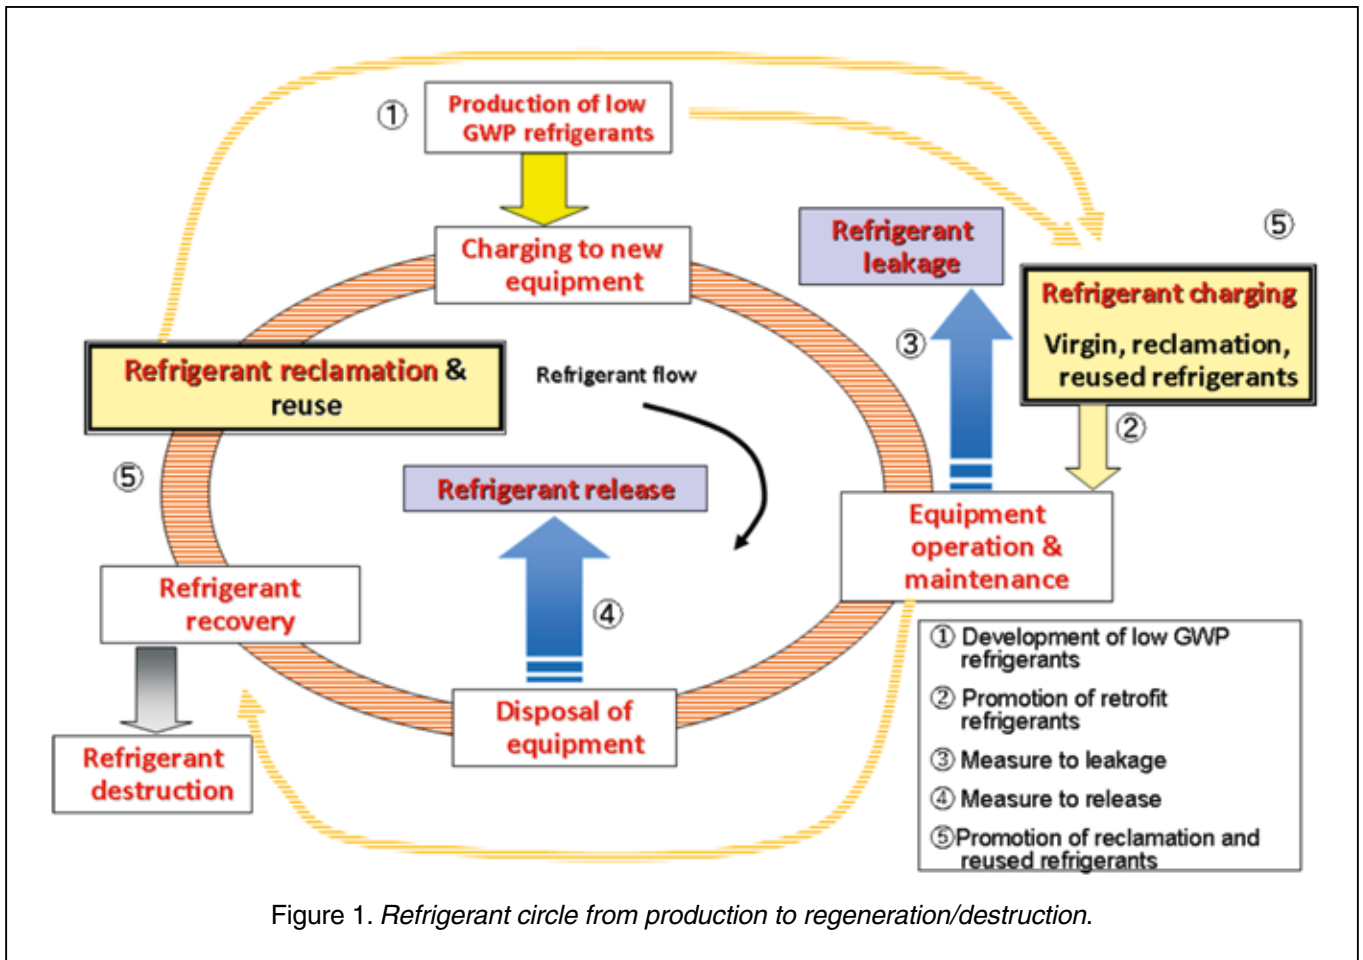 ①
Production of low
GWP refrigerants
Charging to new
equipment
Refrigerant
leakage
⑤
Refrigerant charging
Virgin, reclamation,
reused refrigerants
③
②
Refrigerant reclamation &
reuse
Refrigerant flow
⑤
Refrigerant release
Equipment
operation &
maintenance
Refrigerant
recovery
④
Disposal of
equipment
Refrigerant
destruction
① Development of low GWP
refrigerants
② Promotion of retrofit
refrigerants
③ Measure to leakage
④ Measure to release
⑤Promotion of reclamation and
reused refrigerants
Figure 1. Refrigerant circle from production to regeneration/destruction.